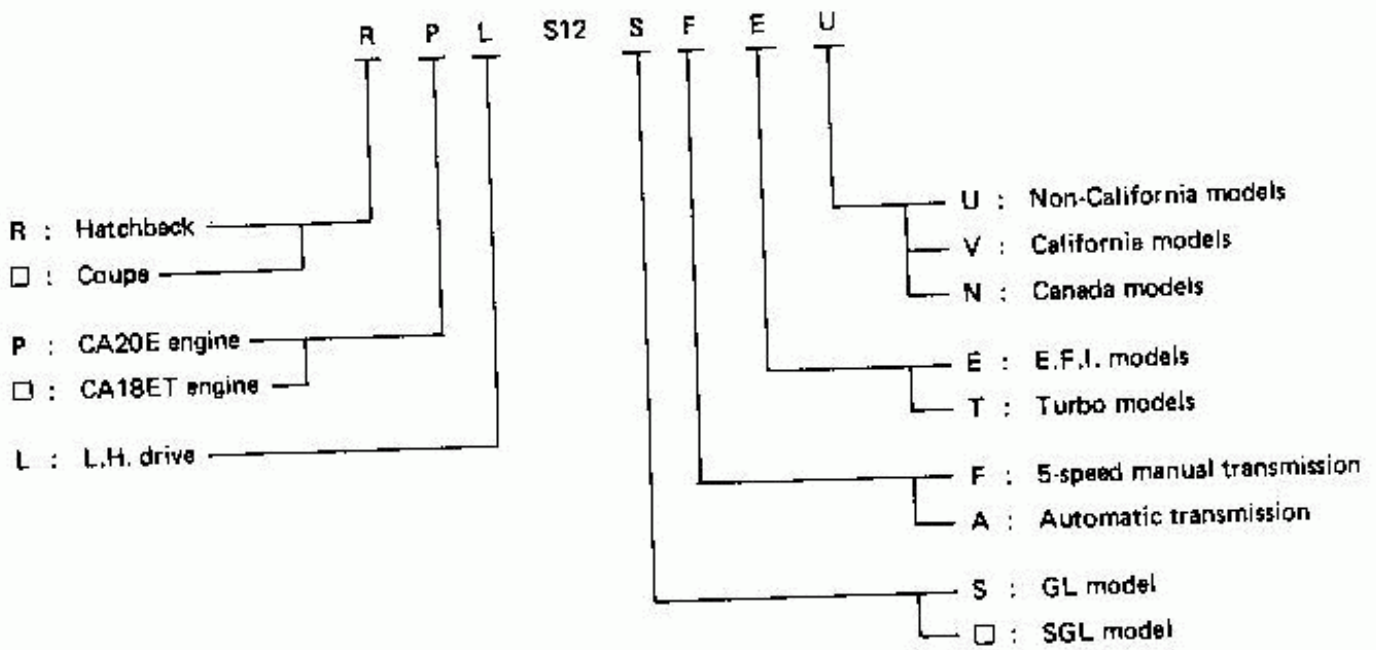 R P L S12 S F E U
R : Hatchback
□ : Coupe
P : CA20E engine
□ : CA18ET engine
L : L.H. drive
U : Non-California models
V : California models
N : Canada models
E : E.F.I. models
T : Turbo models
F : 5-speed manual transmission
A : Automatic transmission
S : GL model
□ : SGL model